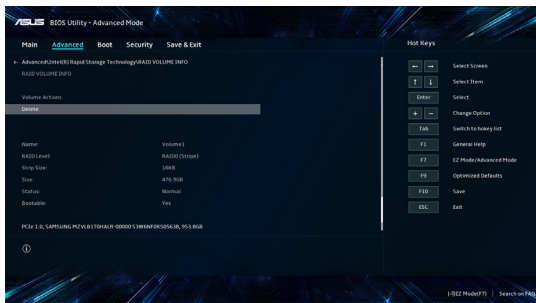 ASUS BIOS Utility - Advanced Mode
Main Advanced Boot Security Save & Exit
Hot Keys
← Advanced\Intel(R) Rapid Storage Technology\RAID VOLUME INFO
RAID VOLUME INFO
Volume Actions
Delete
Name: Volume1
RAID Level: RAID0 (Stripe)
Strip Size: 16KB
Size: 476.9GB
Status: Normal
Bootable: Yes
PCIe 1.0, SAMSUNG MZVLB1T0HALR-00000 S3W6NF0K505638, 953.8GB
← → Select Screen
↑ ↓ Select Item
Enter Select
+ − Change Option
Tab Switch to hokey list
F1 General Help
F7 EZ Mode/Advanced Mode
F9 Optimized Defaults
F10 Save
ESC Exit
EZ Mode(F7) | Search on FAQ